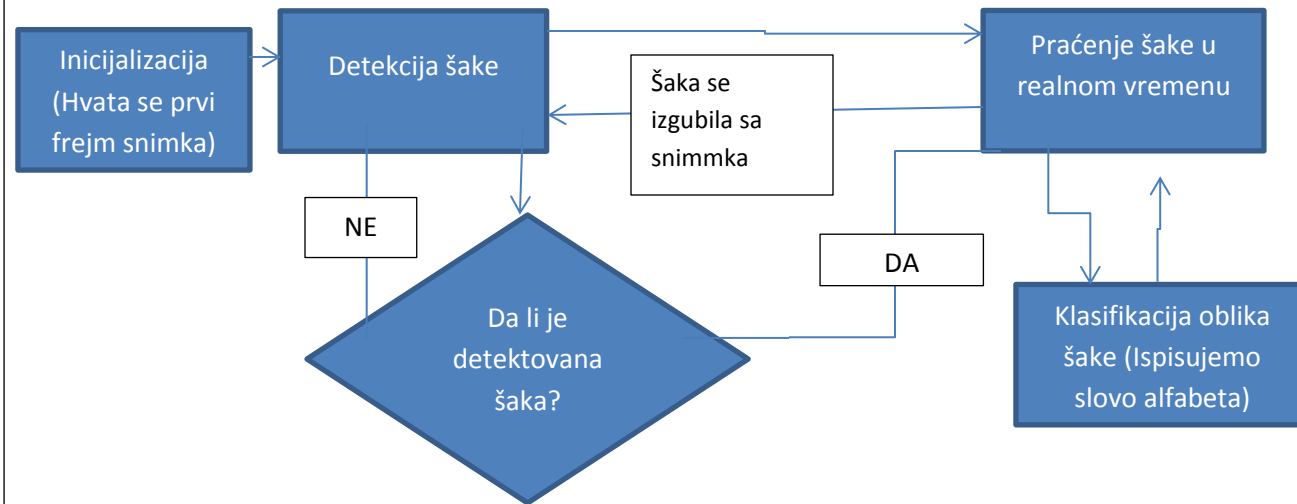 Inicijalizacija
(Hvata se prvi
frejm snimka)
Detekcija šake
Šaka se
izgubila sa
snimmka
Praćenje šake u
realnom vremenu
NE
DA
Da li je
detektovana
šaka?
Klasifikacija oblika
šake (Ispisujemo
slovo alfabeta)